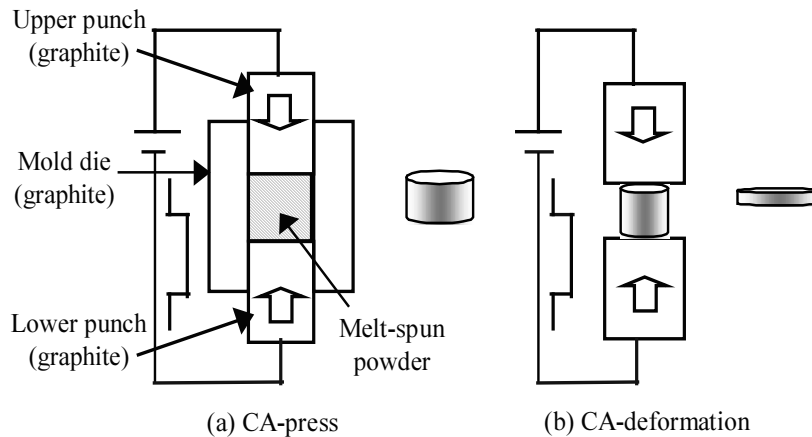 Upper punch
(graphite)
Mold die
(graphite)
Lower punch
(graphite)
Melt-spun
powder
(a) CA-press
(b) CA-deformation